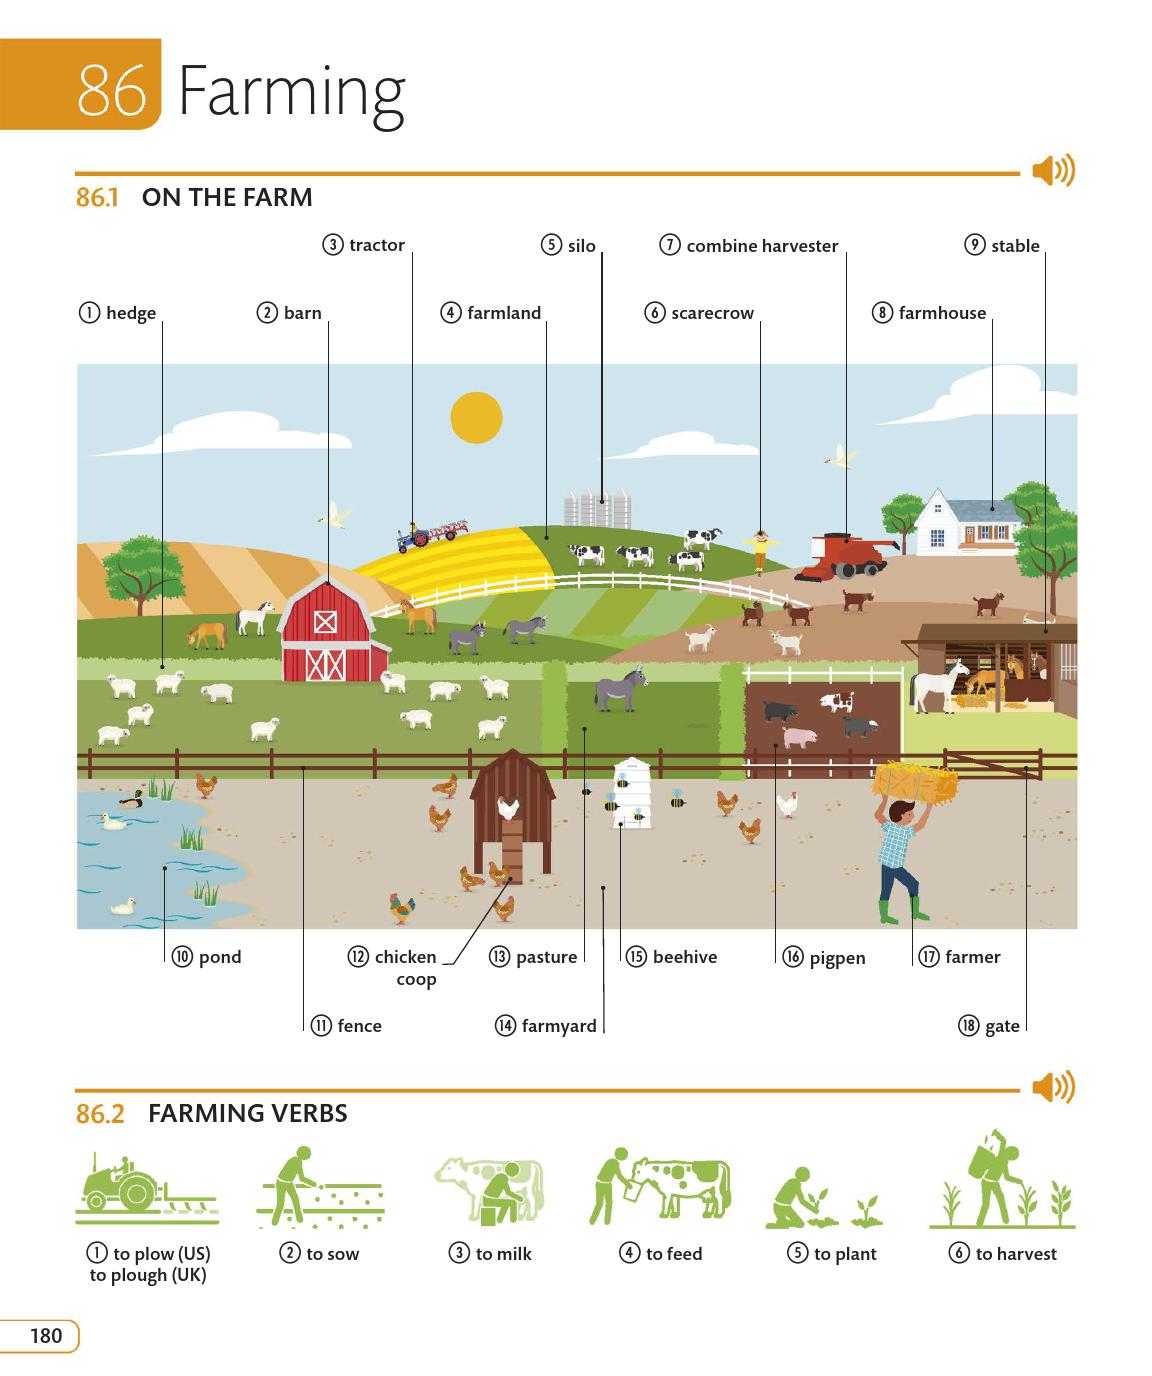 86 Farming
86.1 ON THE FARM
3 tractor
5 silo
7 combine harvester
9 stable
1 hedge
2 barn
4 farmland
6 scarecrow
8 farmhouse
10 pond
12 chicken
coop
13 pasture
15 beehive
16 pigpen
17 farmer
11 fence
14 farmyard
18 gate
86.2 FARMING VERBS
1 to plow (US)
to plough (UK)
2 to sow
3 to milk
4 to feed
5 to plant
6 to harvest
180